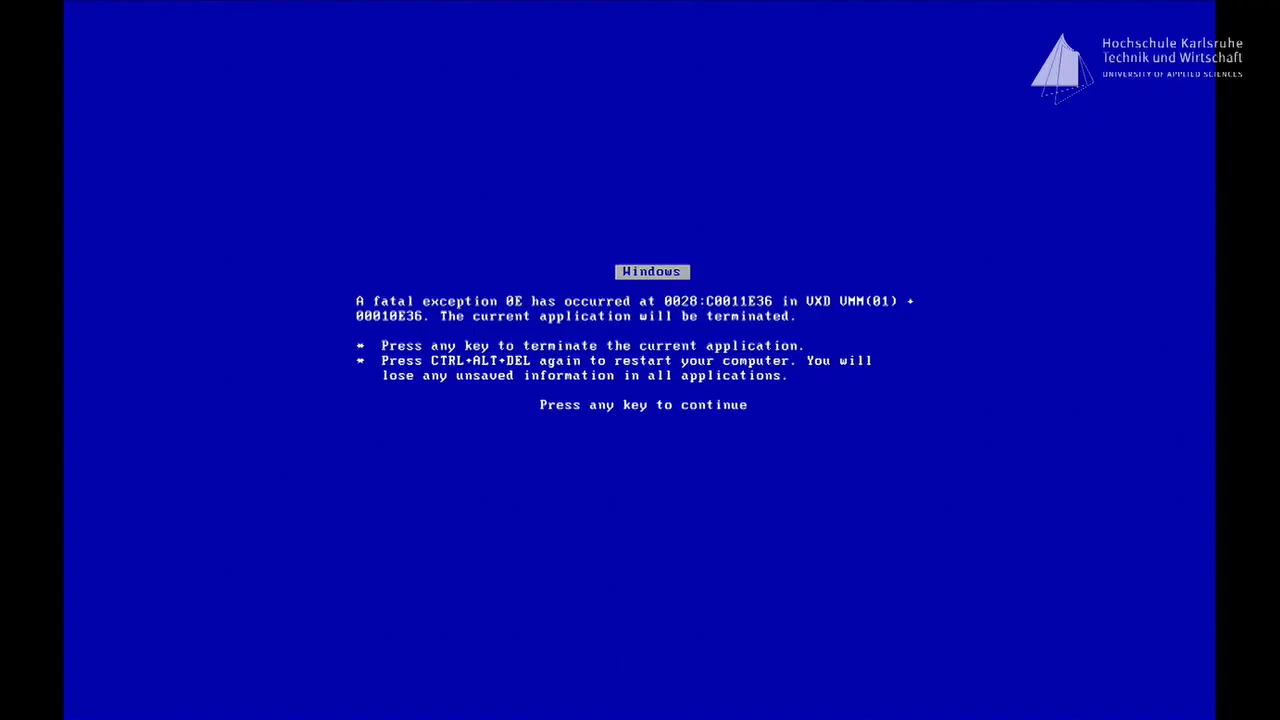 Hochschule Karlsruhe
Technik und Wirtschaft
UNIVERSITY OF APPLIED SCIENCES
Windows
A fatal exception 0E has occurred at 0028:C0011E36 in VXD VMM(01) +
00010E36. The current application will be terminated.
* Press any key to terminate the current application.
* Press CTRL+ALT+DEL again to restart your computer. You will
lose any unsaved information in all applications.
Press any key to continue